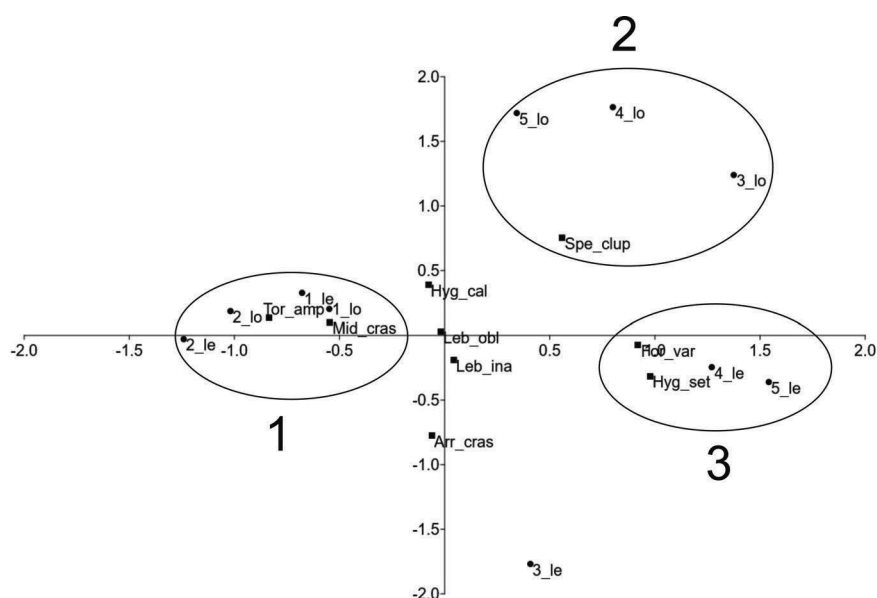 2
2.0
5_lo
4_lo
1.5
3_lo
1.0
Spe_clup
0.5
Hyg_cal
1_le
Tor_amp
1_lo
2_lo
Mid_cras
2_le
Leb_obl
-2.0 -1.5 -1.0 -0.5 0.5 1.0 1.5 2.0
Leb_ina
4_le
Hyg_set
5_le
-0.5
1
3
Arr_cras
-1.0
-1.5
3_le
-2.0